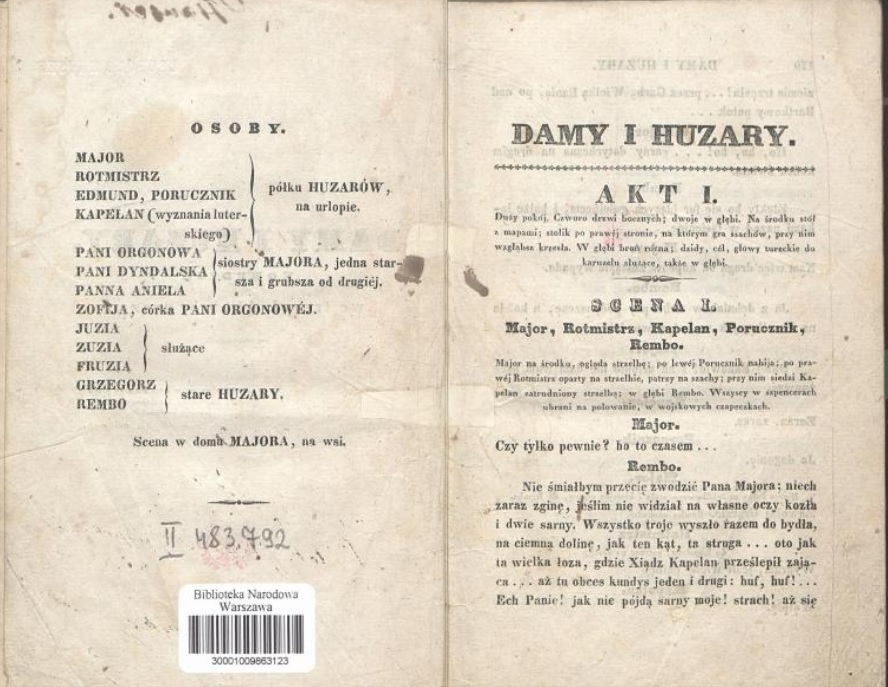 OSOBY.
MAJOR
ROTMISTRZ
EDMUND, PORUCZNIK
KAPELAN (wyznania luter-
skiego)
półku HUZARÓW,
na urlopie.
PANI ORGONOWA
PANI DYNDALSKA
PANNA ANIELA
siostry MAJORA, jedna star-
sza i grubsza od drugiéj.
ZOFIJA, córka PANI ORGONOWÉJ.
JUZIA
ZUZIA
FRUZIA
służące
GRZEGORZ
REMBO
stare HUZARY.
Scena w domu MAJORA, na wsi.
II 483.792
Biblioteka Narodowa
Warszawa
30001009863123
DAMY I HUZARY.
AKT I.
Duży pokój. Czworo drzwi bocznych; dwoje w głębi. Na środku stół
z mapami; stolik po prawéj stronie, na którym gra szachów, przy nim
wzgłąbsz krzesła. W głębi broń różna; dzidy, cél, głowy tureckie do
karuzelu służące, także w głębi.
SCENA I.
Major, Rotmistrz, Kapelan, Porucznik,
Rembo.
Major na środku, ogląda strzelbę; po lewéj Porucznik nabija; po pra-
wéj Rotmistrz oparty na strzelbie, patrzy na szachy; przy nim siedzi Ka-
pelan zatrudniony strzelbą; w głębi Rembo. Wszyscy w szpencerach
ubrani na polowanie, w wojskowych czapeczkach.
Major.
Czy tylko pewnie? bo to czasem ...
Rembo.
Nie śmiałbym przecię zwodzić Pana Majora; niech
zaraz zginę, jeślim nie widział na własne oczy kozła
i dwie sarny. Wszystko troje wyszło razem do bydła,
na ciemna dolinę, jak ten kąt, ta struga ... oto jak
ta wielka łoza, gdzie Xiądz Kapelan prześlepił zają-
ca ... aż tu obces kundys jeden i drugi: huf, huf!...
Ech Panie! jak nie pójdą sarny moje! strach! aż się